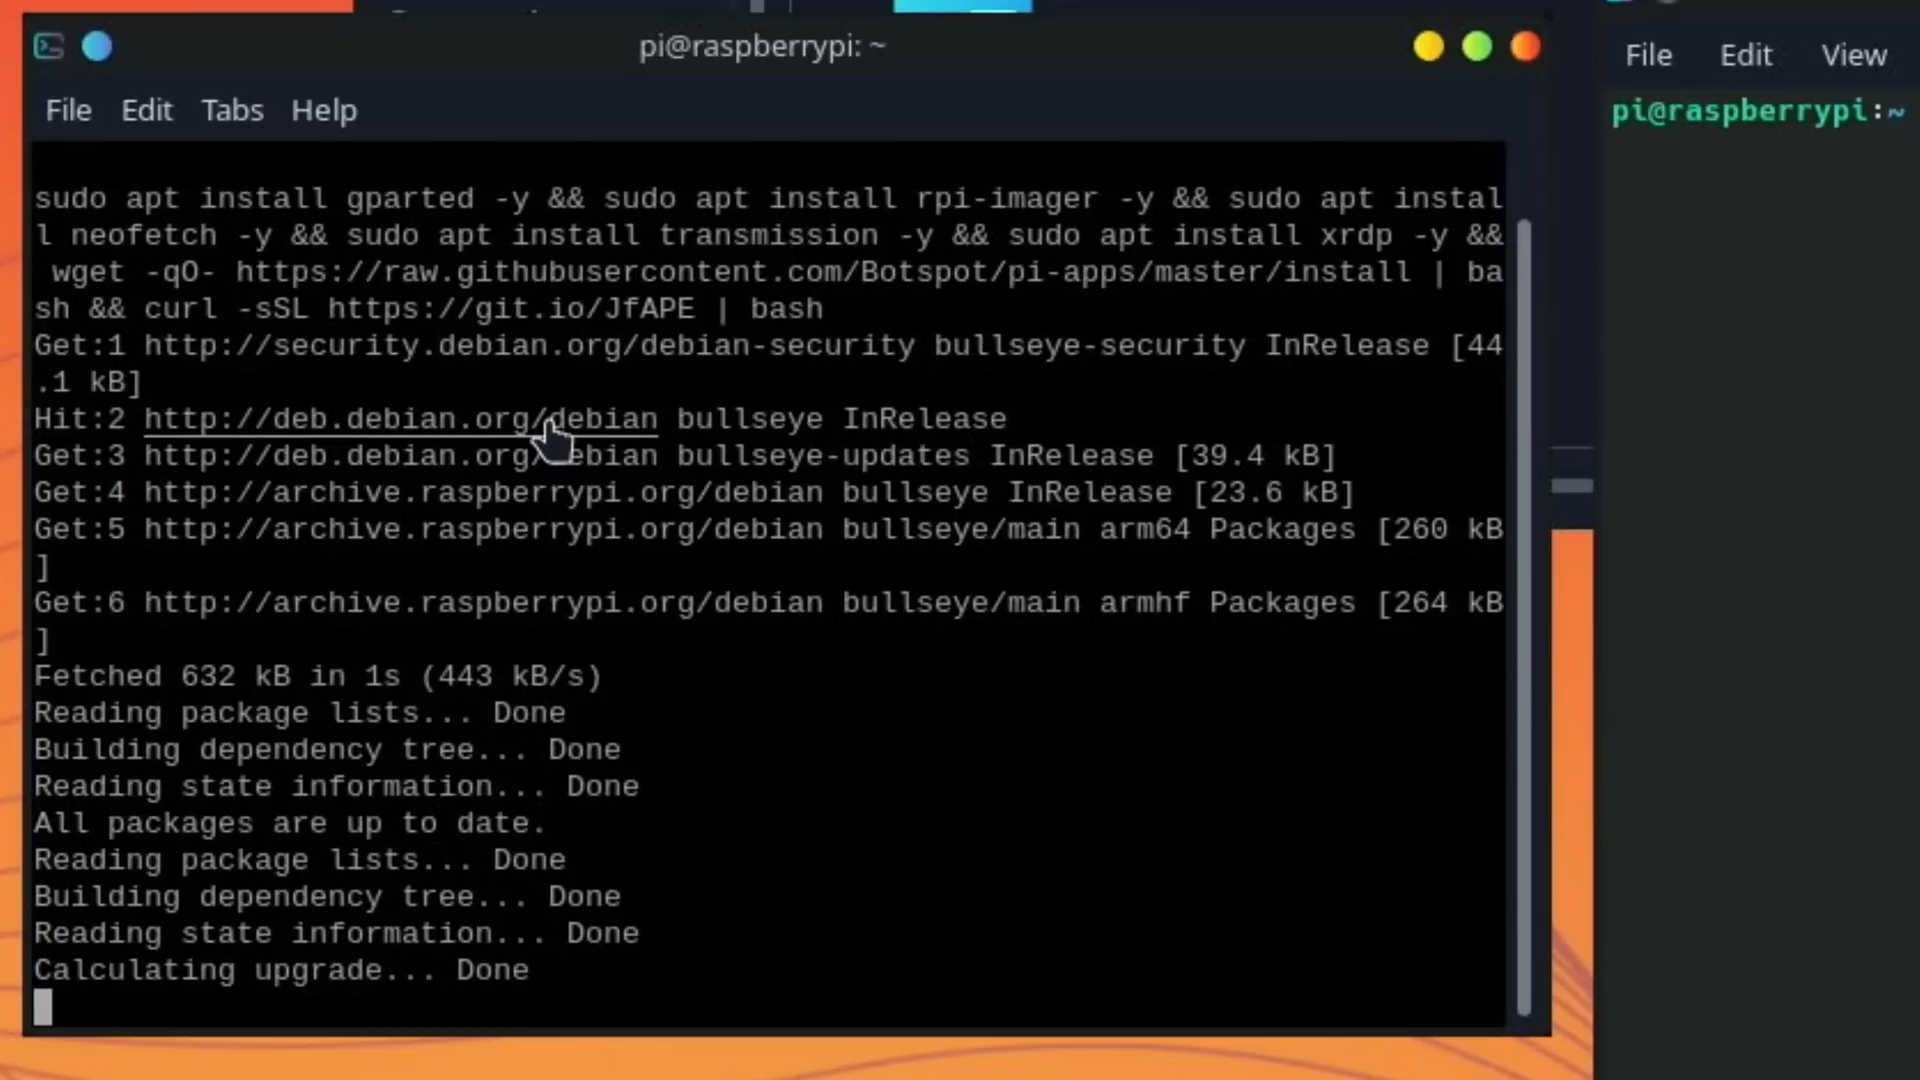 pi@raspberrypi: ~
File Edit Tabs Help
sudo apt install gparted -y && sudo apt install rpi-imager -y && sudo apt instal
l neofetch -y && sudo apt install transmission -y && sudo apt install xrdp -y &&
wget -qO- https://raw.githubusercontent.com/Botspot/pi-apps/master/install | ba
sh && curl -sSL https://git.io/JfAPE | bash
Get:1 http://security.debian.org/debian-security bullseye-security InRelease [44
.1 kB]
Hit:2 http://deb.debian.org/debian bullseye InRelease
Get:3 http://deb.debian.org/debian bullseye-updates InRelease [39.4 kB]
Get:4 http://archive.raspberrypi.org/debian bullseye InRelease [23.6 kB]
Get:5 http://archive.raspberrypi.org/debian bullseye/main arm64 Packages [260 kB
]
Get:6 http://archive.raspberrypi.org/debian bullseye/main armhf Packages [264 kB
]
Fetched 632 kB in 1s (443 kB/s)
Reading package lists... Done
Building dependency tree... Done
Reading state information... Done
All packages are up to date.
Reading package lists... Done
Building dependency tree... Done
Reading state information... Done
Calculating upgrade... Done
File Edit View
pi@raspberrypi:~